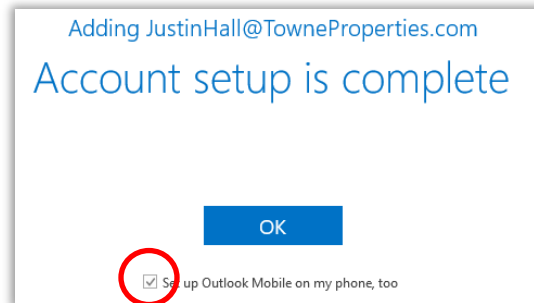 Adding JustinHall@TowneProperties.com
Account setup is complete
OK
Set up Outlook Mobile on my phone, too